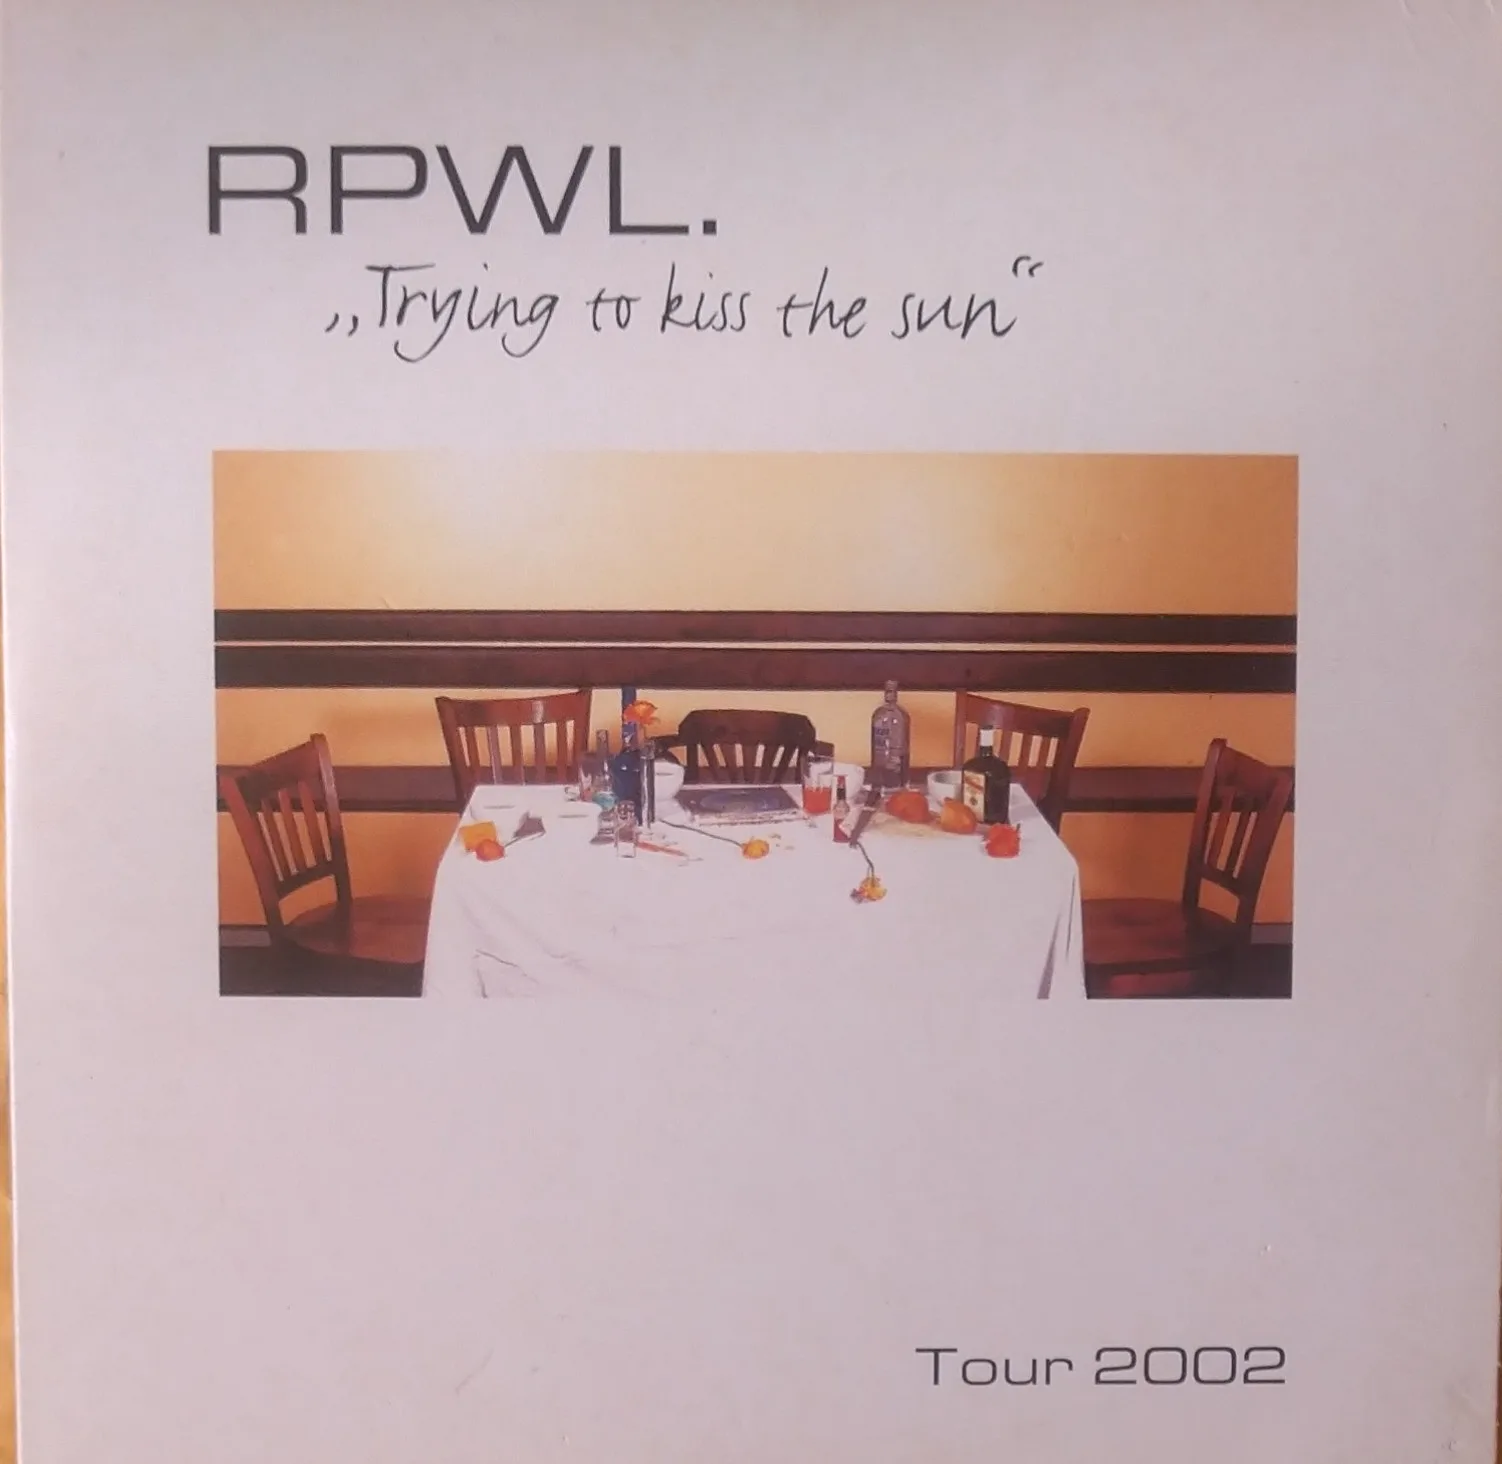 RPWL.
„Trying to kiss the sun“
Tour 2002